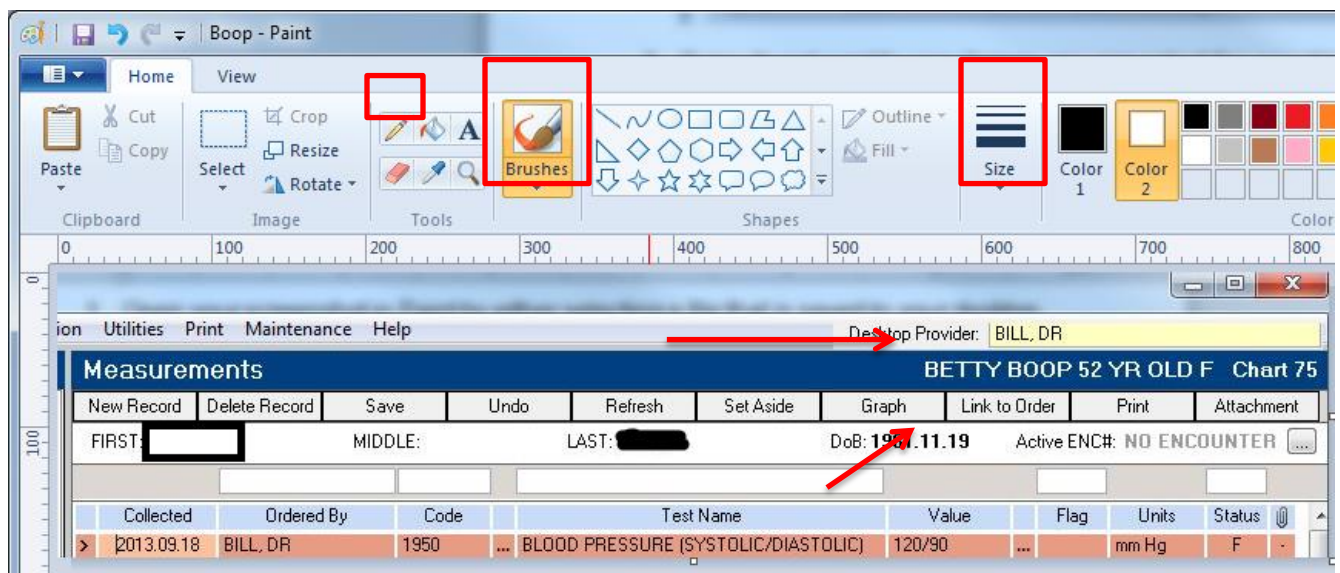 Boop - Paint
Home View
Paste
Cut
Copy
Clipboard
Select
Crop
Resize
Rotate
Image
A
Tools
Brushes
Outline
Fill
Shapes
Size
Color 1
Color 2
Color
0 100 200 300 400 500 600 700 800
0
100
ion Utilities Print Maintenance Help
Desktop Provider: BILL, DR
Measurements BETTY BOOP 52 YR OLD F Chart 75
New Record Delete Record Save Undo Refresh Set Aside Graph Link to Order Print Attachment
FIRST: MIDDLE: LAST: DoB: 1961.11.19 Active ENC#: NO ENCOUNTER ...
Collected Ordered By Code Test Name Value Flag Units Status
> 2013.09.18 BILL, DR 1950 ... BLOOD PRESSURE (SYSTOLIC/DIASTOLIC) 120/90 ... mm Hg F -